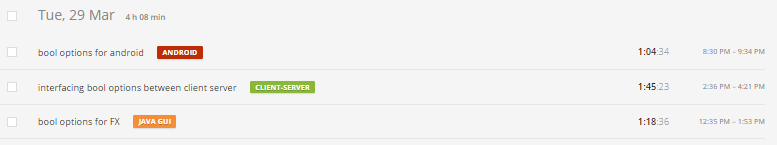 Tue, 29 Mar 4 h 08 min
bool options for android ANDROID 1:04:34 8:30 PM – 9:34 PM
interfacing bool options between client server CLIENT-SERVER 1:45:23 2:36 PM – 4:21 PM
bool options for FX JAVA GUI 1:18:36 12:35 PM – 1:53 PM